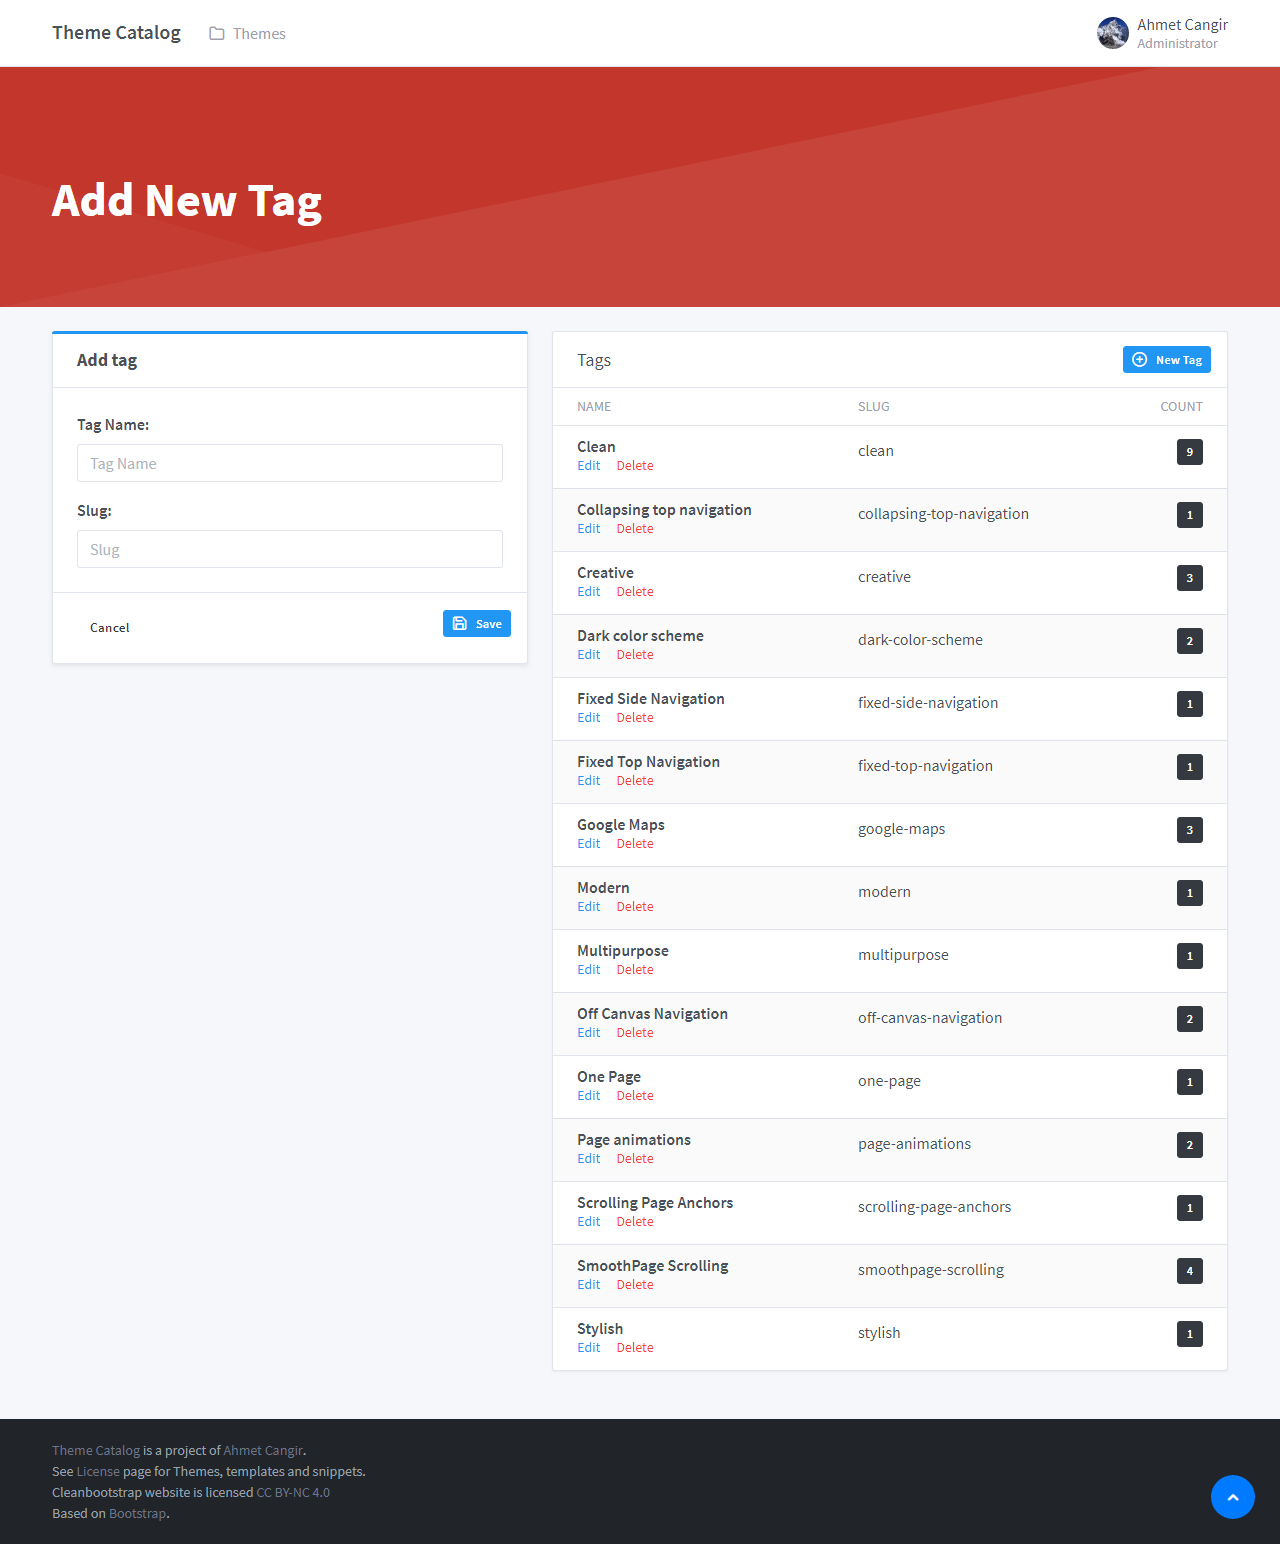 Theme Catalog
Themes
Ahmet Cangir
Administrator
Add New Tag
Add tag
Tag Name:
Tag Name
Slug:
Slug
Cancel
Save
Tags
New Tag
NAME SLUG COUNT
Clean clean 9
Edit Delete
Collapsing top navigation collapsing-top-navigation 1
Edit Delete
Creative creative 3
Edit Delete
Dark color scheme dark-color-scheme 2
Edit Delete
Fixed Side Navigation fixed-side-navigation 1
Edit Delete
Fixed Top Navigation fixed-top-navigation 1
Edit Delete
Google Maps google-maps 3
Edit Delete
Modern modern 1
Edit Delete
Multipurpose multipurpose 1
Edit Delete
Off Canvas Navigation off-canvas-navigation 2
Edit Delete
One Page one-page 1
Edit Delete
Page animations page-animations 2
Edit Delete
Scrolling Page Anchors scrolling-page-anchors 1
Edit Delete
SmoothPage Scrolling smoothpage-scrolling 4
Edit Delete
Stylish stylish 1
Edit Delete
Theme Catalog is a project of Ahmet Cangir.
See License page for Themes, templates and snippets.
Cleanbootstrap website is licensed CC BY-NC 4.0
Based on Bootstrap.